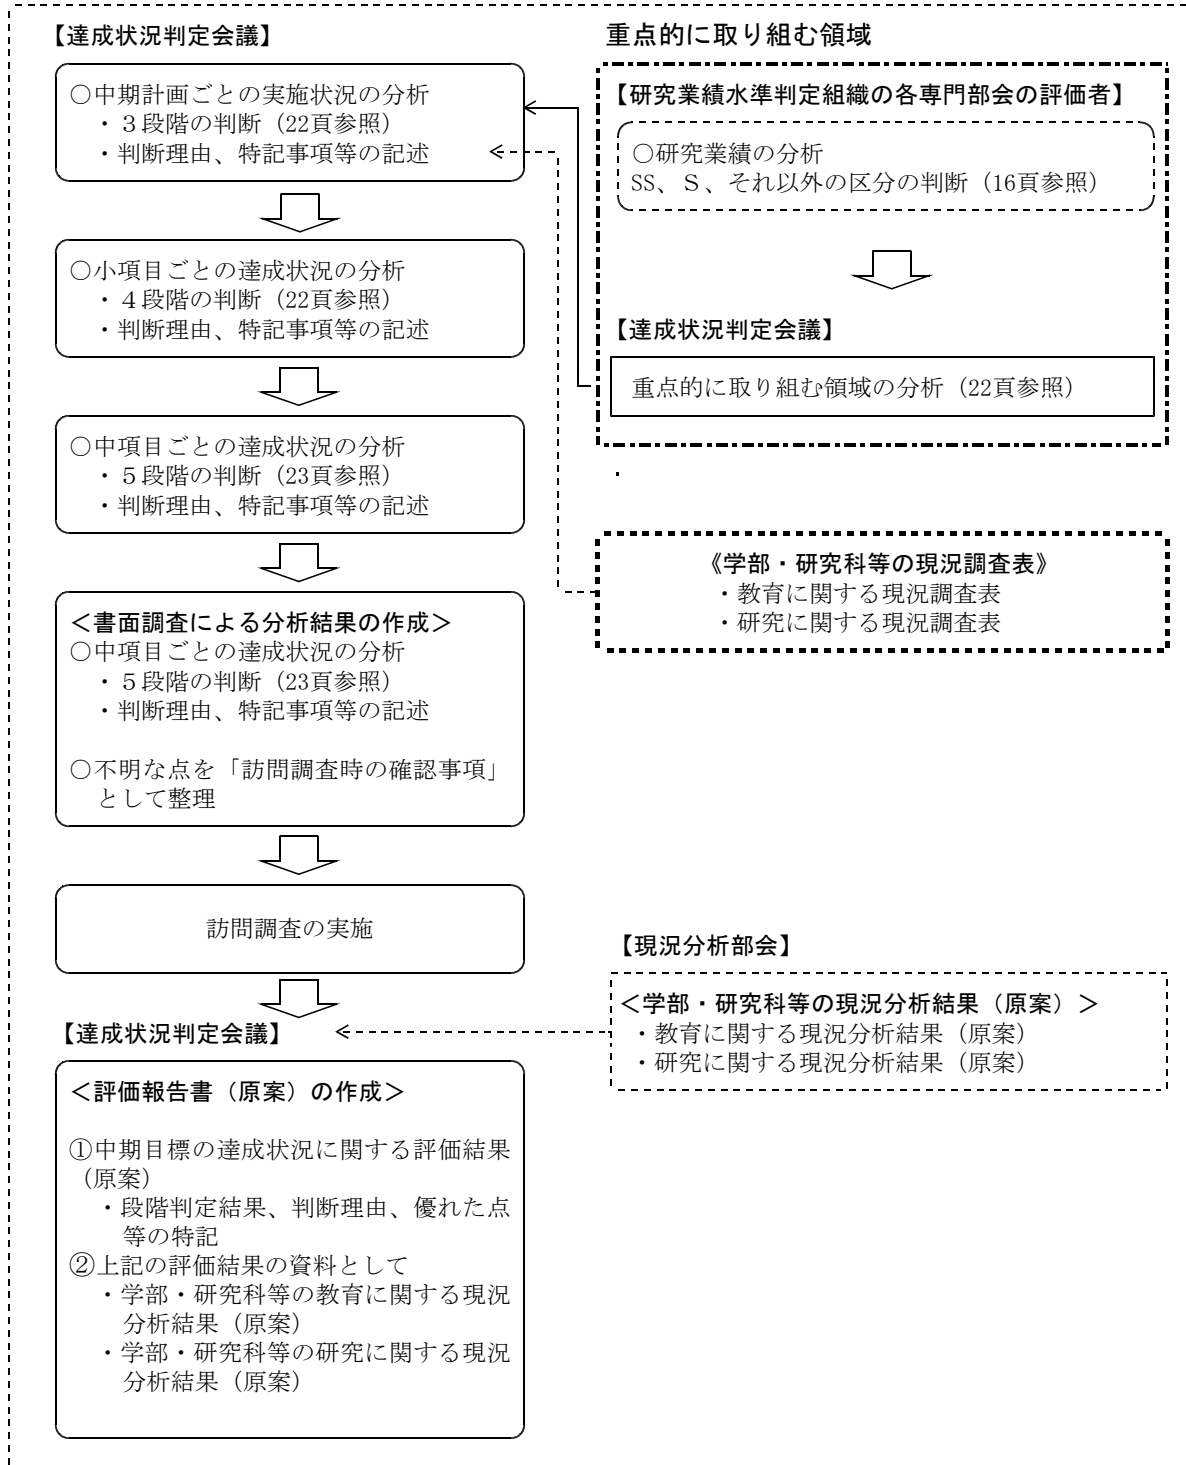 【達成状況判定会議】
○中期計画ごとの実施状況の分析
・３段階の判断（22頁参照）
・判断理由、特記事項等の記述
○小項目ごとの達成状況の分析
・４段階の判断（22頁参照）
・判断理由、特記事項等の記述
○中項目ごとの達成状況の分析
・５段階の判断（23頁参照）
・判断理由、特記事項等の記述
＜書面調査による分析結果の作成＞
○中項目ごとの達成状況の分析
・５段階の判断（23頁参照）
・判断理由、特記事項等の記述
○不明な点を「訪問調査時の確認事項」
として整理
訪問調査の実施
【達成状況判定会議】
＜評価報告書（原案）の作成＞
①中期目標の達成状況に関する評価結果
（原案）
・段階判定結果、判断理由、優れた点
等の特記
②上記の評価結果の資料として
・学部・研究科等の教育に関する現況
分析結果（原案）
・学部・研究科等の研究に関する現況
分析結果（原案）
重点的に取り組む領域
【研究業績水準判定組織の各専門部会の評価者】
○研究業績の分析
SS、Ｓ、それ以外の区分の判断（16頁参照）
【達成状況判定会議】
重点的に取り組む領域の分析（22頁参照）
《学部・研究科等の現況調査表》
・教育に関する現況調査表
・研究に関する現況調査表
【現況分析部会】
＜学部・研究科等の現況分析結果（原案）＞
・教育に関する現況分析結果（原案）
・研究に関する現況分析結果（原案）